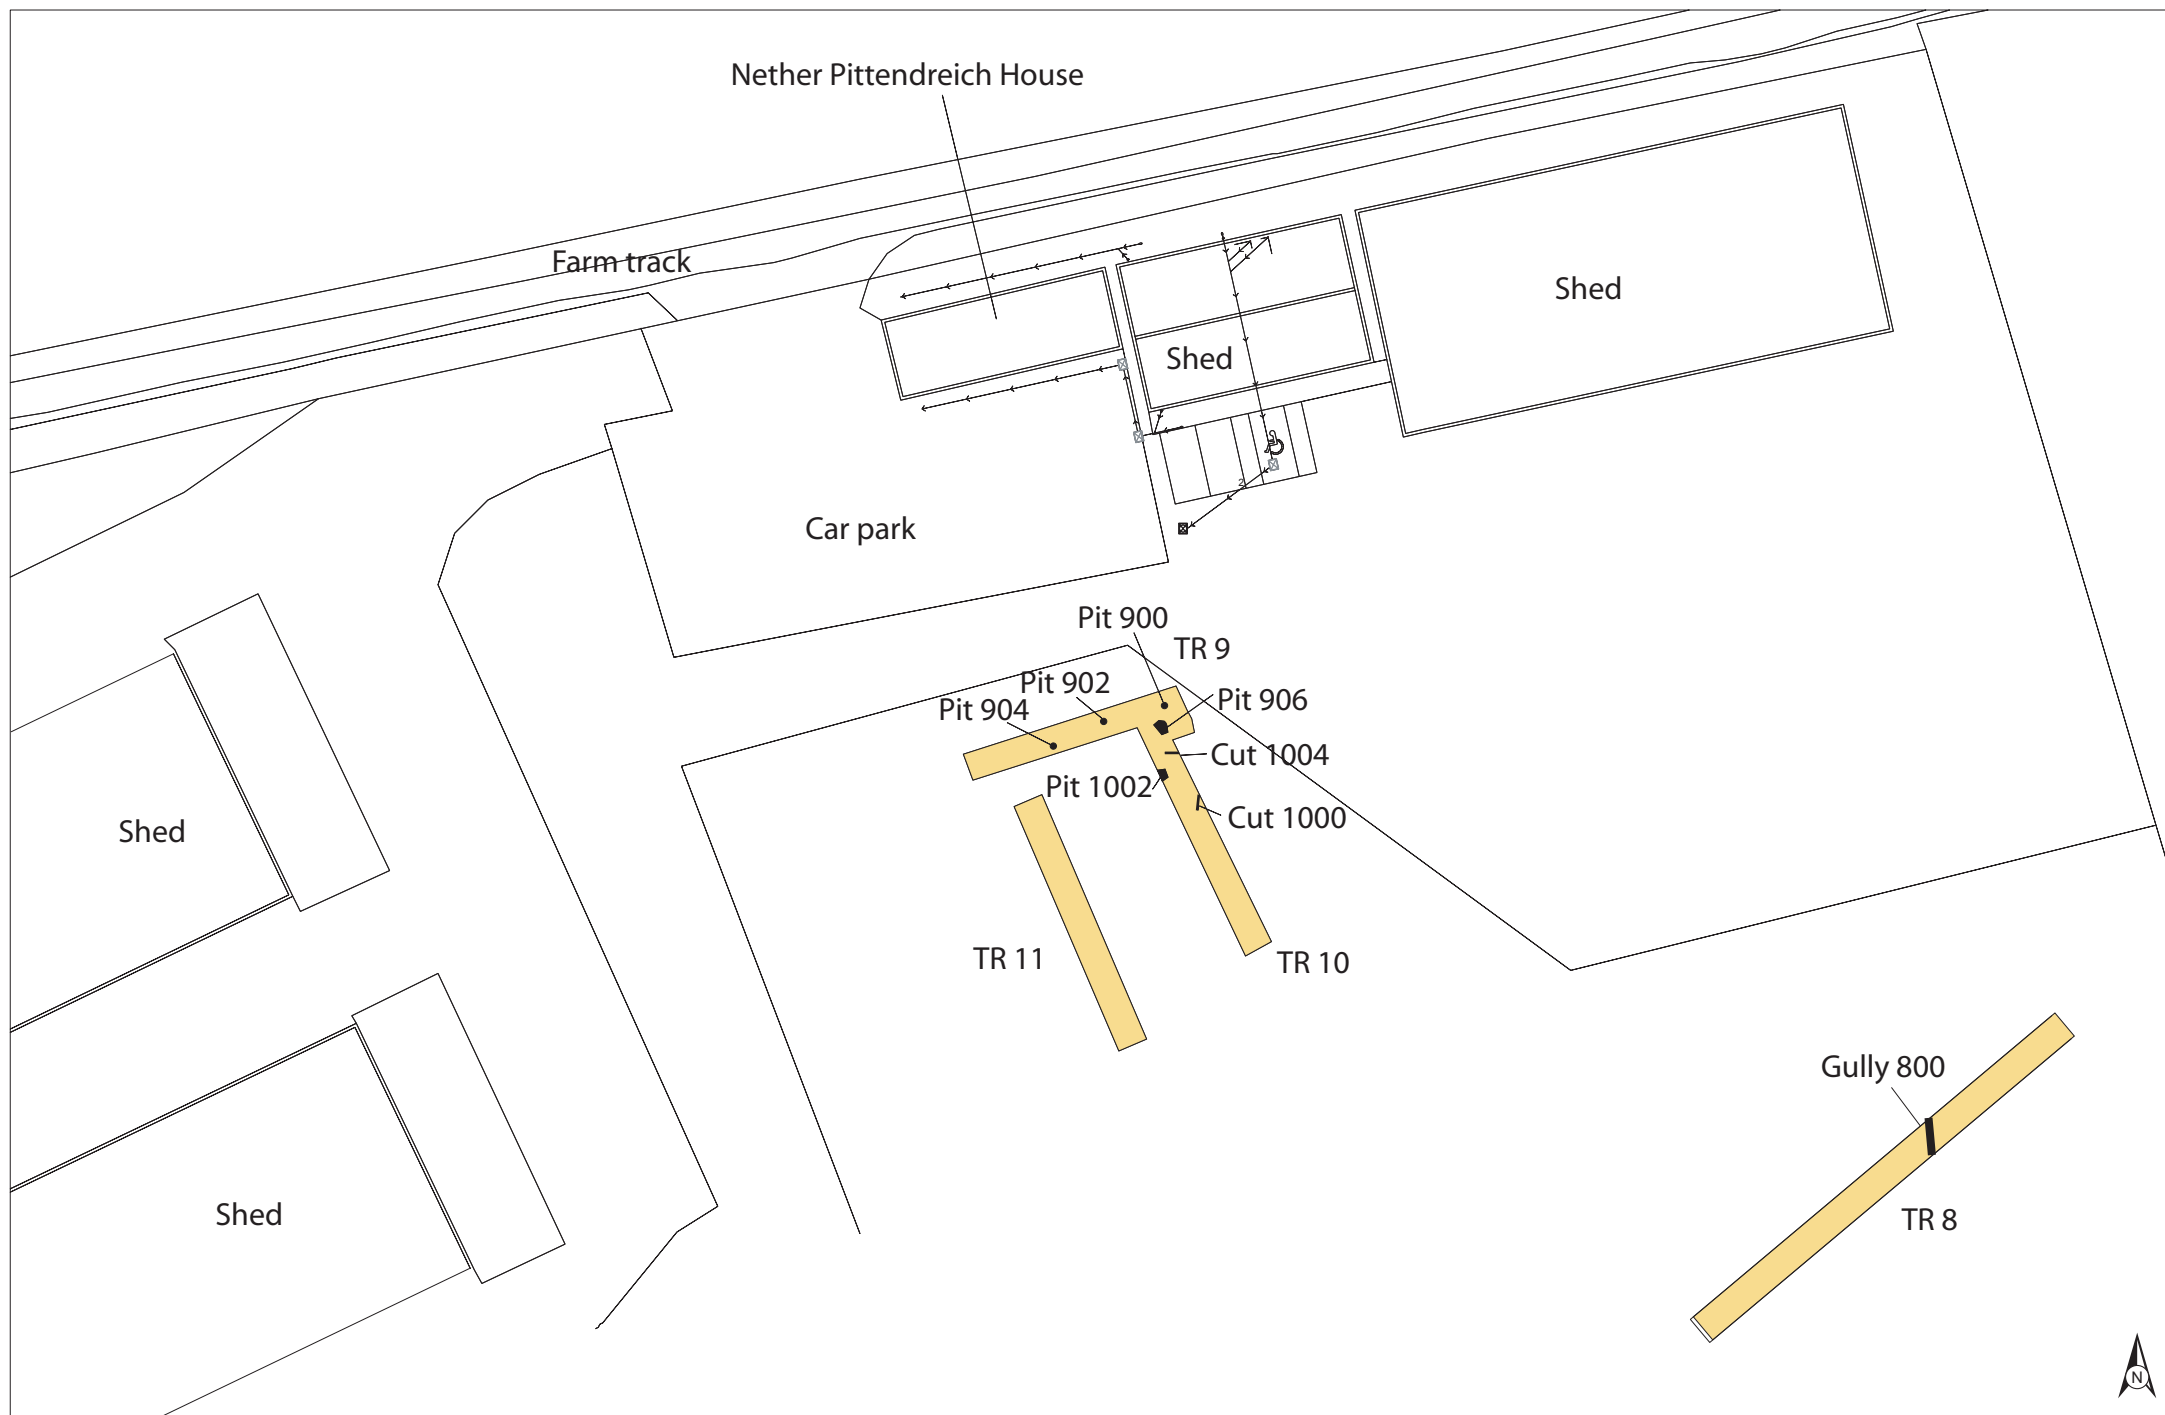 Nether Pittendreich House
Farm track
Shed
Shed
Car park
Pit 900
TR 9
Pit 902
Pit 906
Pit 904
Cut 1004
Pit 1002
Cut 1000
Shed
TR 11
TR 10
Gully 800
Shed
TR 8
N